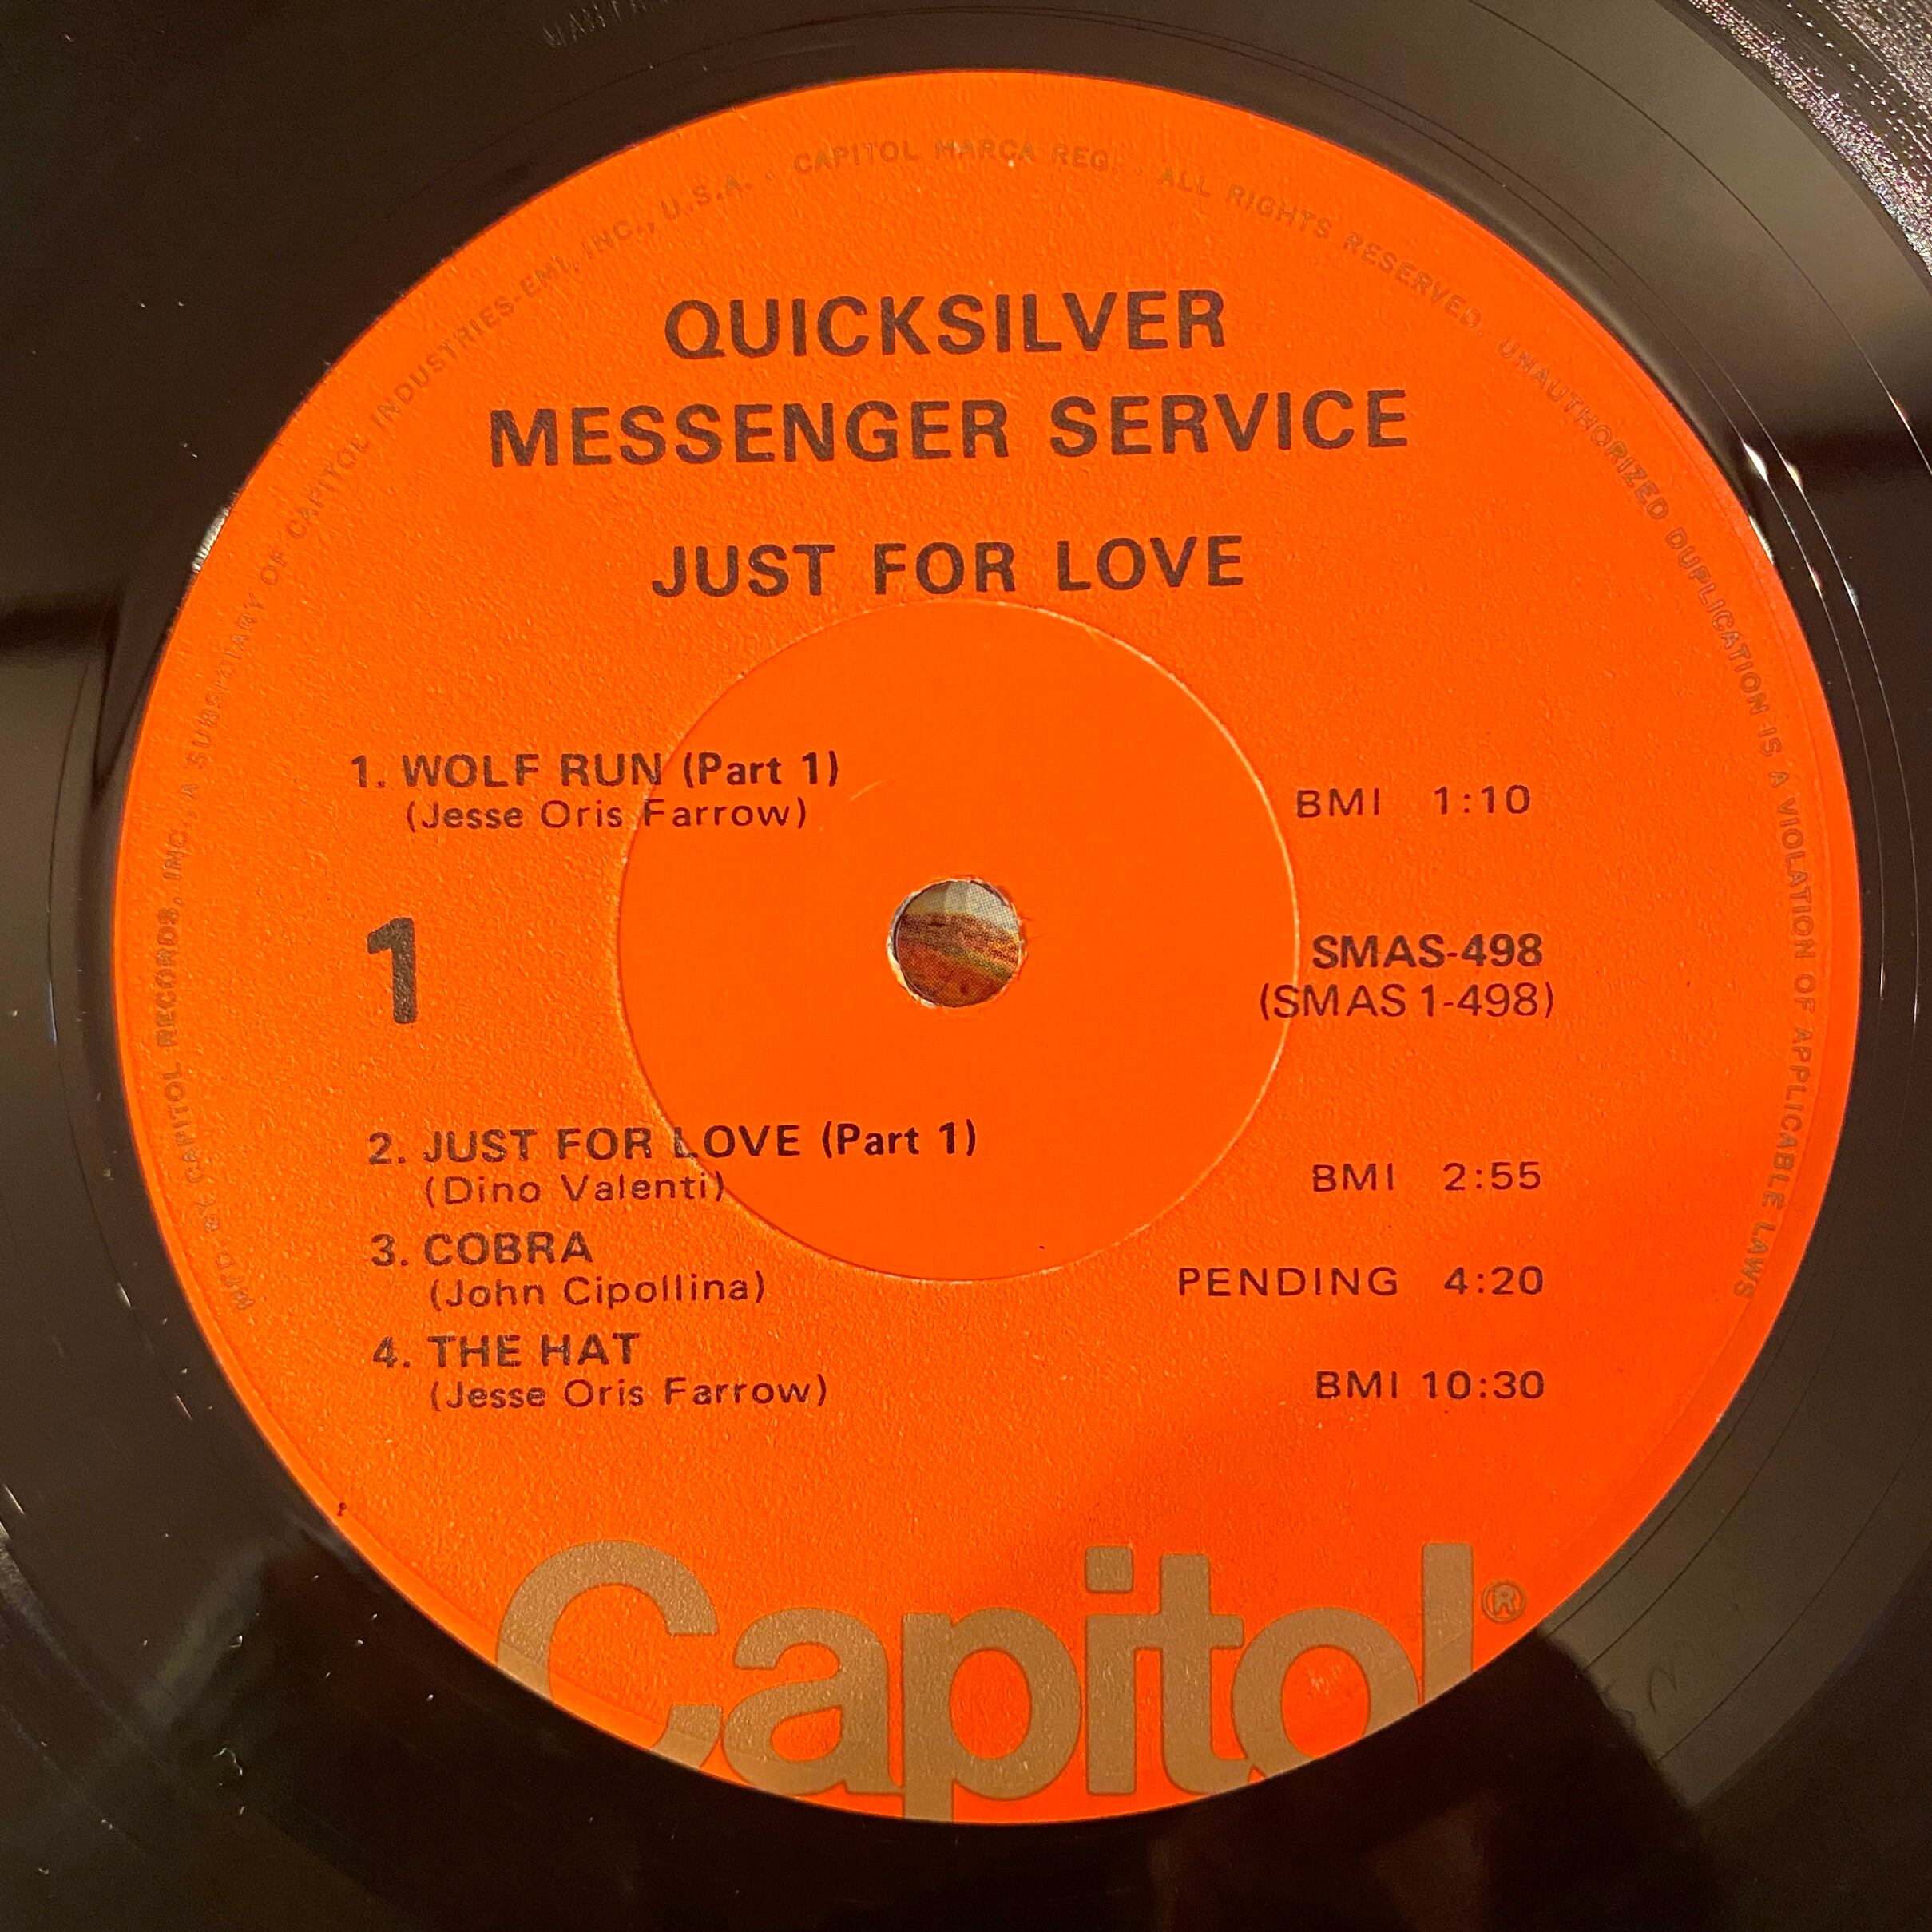 MFD BY CAPITOL RECORDS, INC., A SUBSIDIARY OF CAPITOL INDUSTRIES-EMI, INC., U.S.A. · CAPITOL MARCA REG. · ALL RIGHTS RESERVED. UNAUTHORIZED DUPLICATION IS A VIOLATION OF APPLICABLE LAWS
QUICKSILVER
MESSENGER SERVICE
JUST FOR LOVE
1. WOLF RUN (Part 1)
(Jesse Oris Farrow)
BMI 1:10
1
SMAS-498
(SMAS 1-498)
2. JUST FOR LOVE (Part 1)
(Dino Valenti)
BMI 2:55
3. COBRA
(John Cipollina)
PENDING 4:20
4. THE HAT
(Jesse Oris Farrow)
BMI 10:30
Capitol®